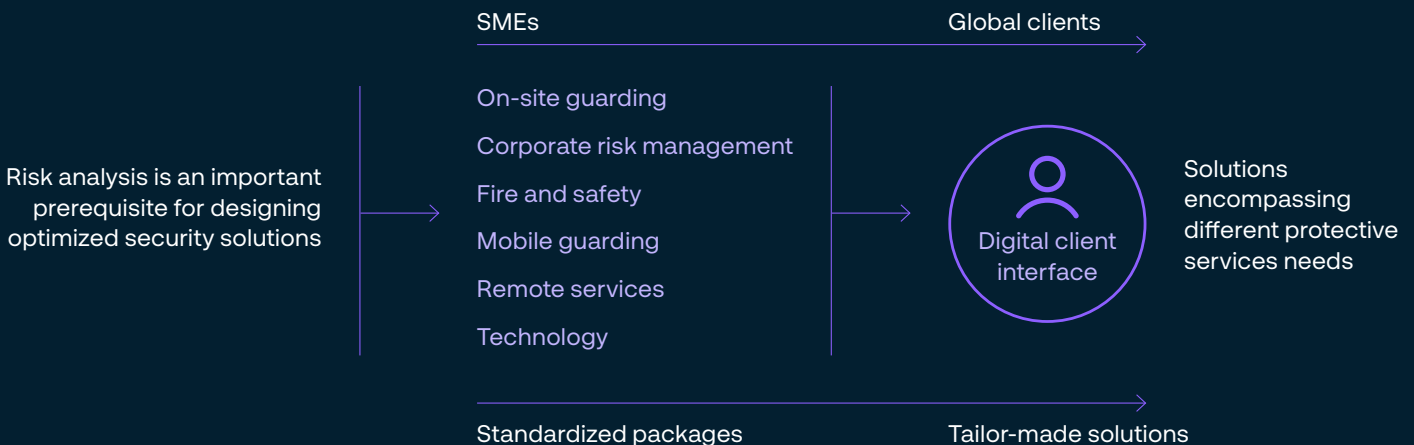 SMEs
Global clients
Risk analysis is an important
prerequisite for designing
optimized security solutions
On-site guarding
Corporate risk management
Fire and safety
Mobile guarding
Remote services
Technology
Digital client
interface
Solutions
encompassing
different protective
services needs
Standardized packages
Tailor-made solutions